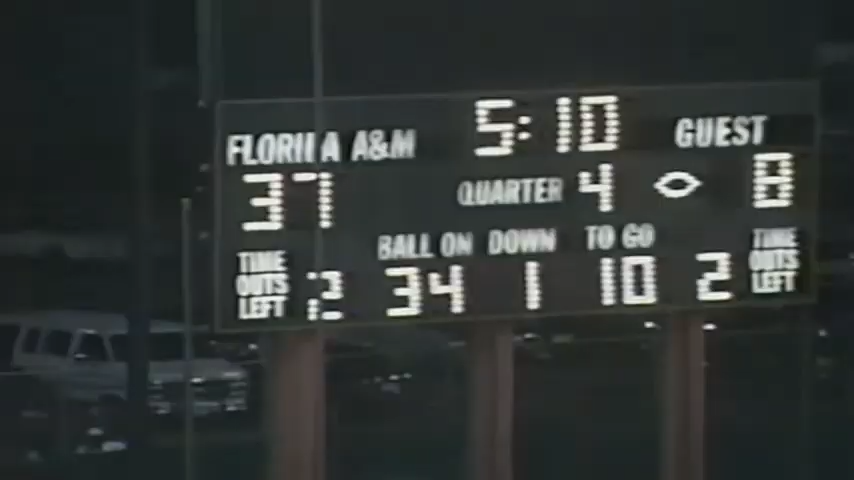 5:10
FLORIDA A&M GUEST
37 QUARTER 4 8
BALL ON DOWN TO GO
TIME OUTS LEFT 2 34 1 10 2 TIME OUTS LEFT